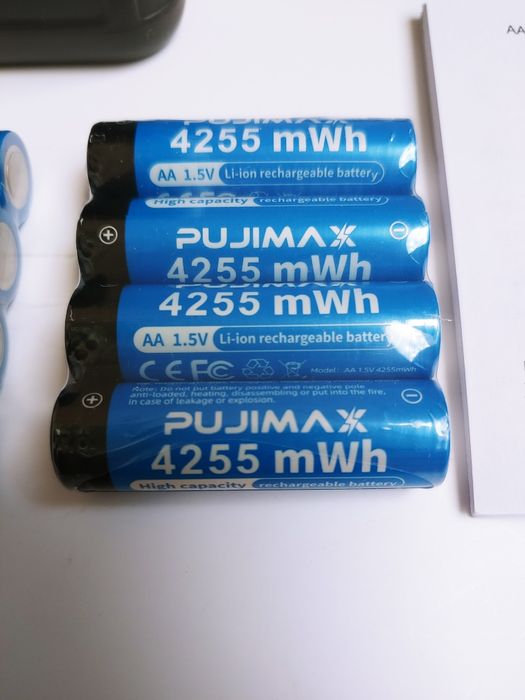 AA
PUJIMAX
4255 mWh
AA 1.5V Li-ion rechargeable battery
High capacity rechargeable battery
+ PUJIMAX -
4255 mWh
4255 mWh
AA 1.5V Li-ion rechargeable battery
CE FC Model: AA 1.5V 4255mWh
Note: Do not put battery positive and negative pole
anti-loaded, heating, disassembling or put into the fire,
in case of leakage or explosion.
+ PUJIMAX -
4255 mWh
High capacity rechargeable battery